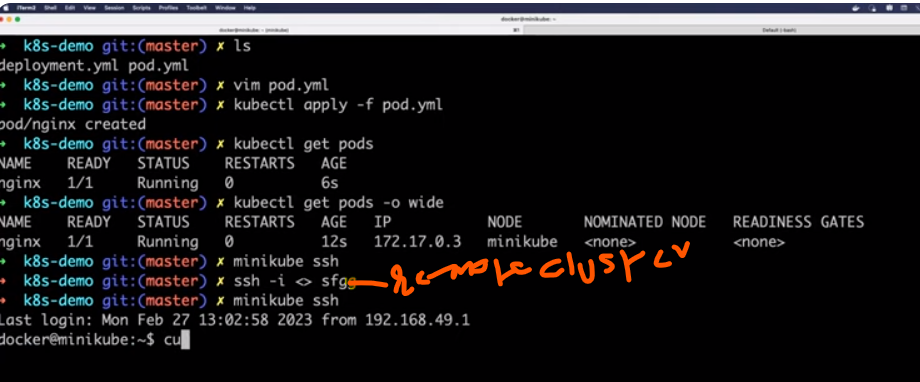 iTerm2 Shell Edit View Session Scripts Profiles Toolbelt Window Help
docker@minikube: ~
docker@minikube: ~ (minikube) ⌘1 Default (-bash)
→ k8s-demo git:(master) ✗ ls
deployment.yml pod.yml
→ k8s-demo git:(master) ✗ vim pod.yml
→ k8s-demo git:(master) ✗ kubectl apply -f pod.yml
pod/nginx created
→ k8s-demo git:(master) ✗ kubectl get pods
NAME READY STATUS RESTARTS AGE
nginx 1/1 Running 0 6s
→ k8s-demo git:(master) ✗ kubectl get pods -o wide
NAME READY STATUS RESTARTS AGE IP NODE NOMINATED NODE READINESS GATES
nginx 1/1 Running 0 12s 172.17.0.3 minikube <none> <none>
→ k8s-demo git:(master) ✗ minikube ssh
→ k8s-demo git:(master) ✗ ssh -i <> sfgg remote cluster
→ k8s-demo git:(master) ✗ minikube ssh
Last login: Mon Feb 27 13:02:58 2023 from 192.168.49.1
docker@minikube:~$ cu